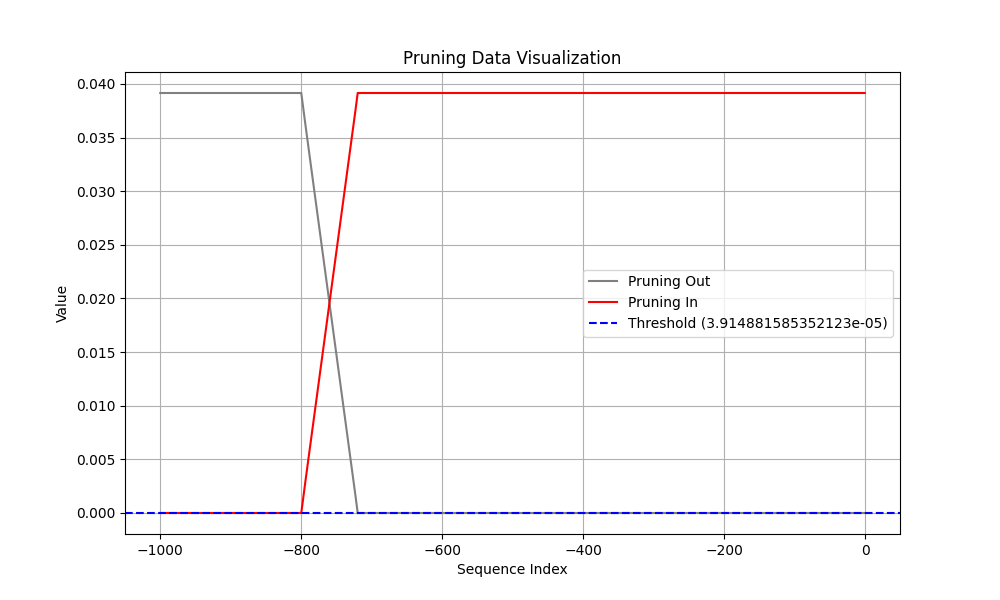 Pruning Data Visualization
0.040
0.035
0.030
0.025
0.020
0.015
0.010
0.005
0.000
Value
Pruning Out
Pruning In
Threshold (3.914881585352123e-05)
−1000
−800
−600
−400
−200
0
Sequence Index